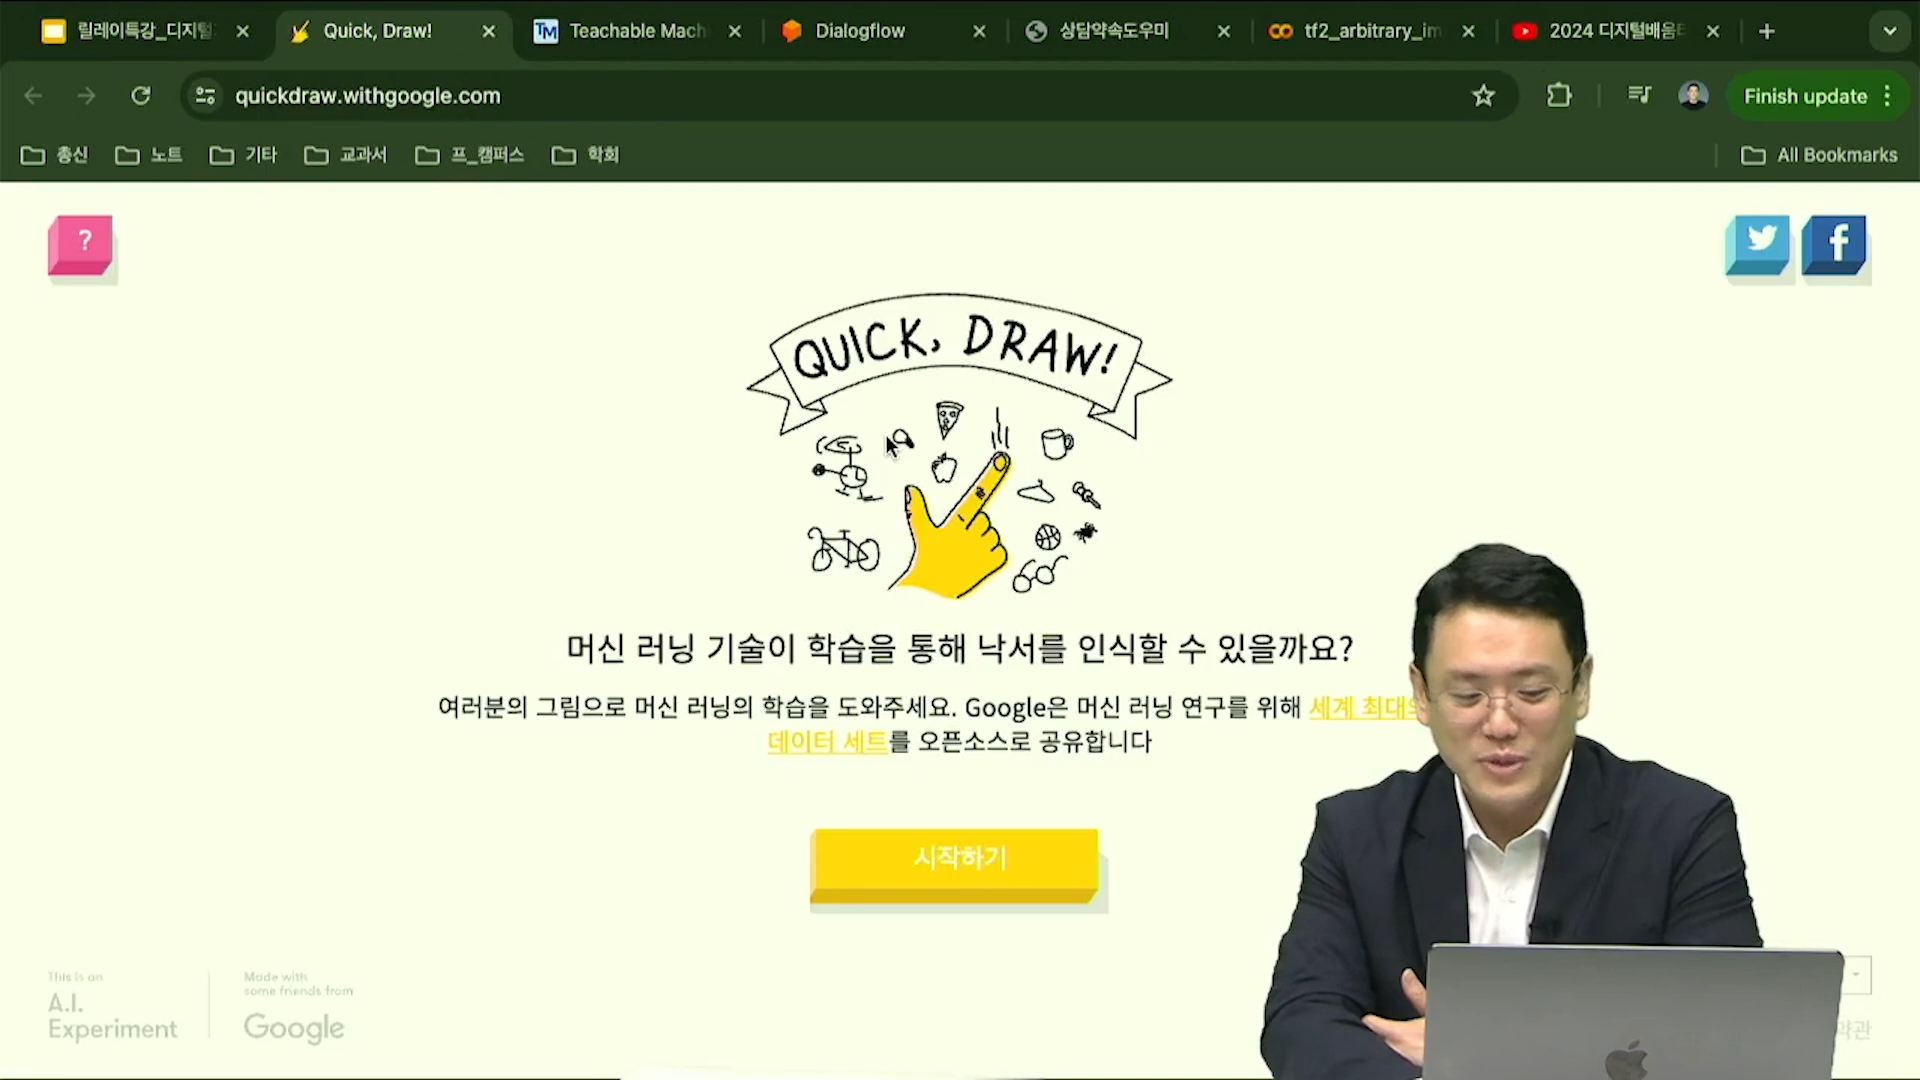 릴레이특강_디지털
Quick, Draw!
Teachable Mach
Dialogflow
상담약속도우미
tf2_arbitrary_im
2024 디지털배움
quickdraw.withgoogle.com
Finish update
총신
노트
기타
교과서
프_캠퍼스
학회
All Bookmarks
?
QUICK, DRAW!
머신 러닝 기술이 학습을 통해 낙서를 인식할 수 있을까요?
여러분의 그림으로 머신 러닝의 학습을 도와주세요. Google은 머신 러닝 연구를 위해 세계 최대의
데이터 세트를 오픈소스로 공유합니다
시작하기
This is an
A.I.
Experiment
Made with
some friends from
Google
약관